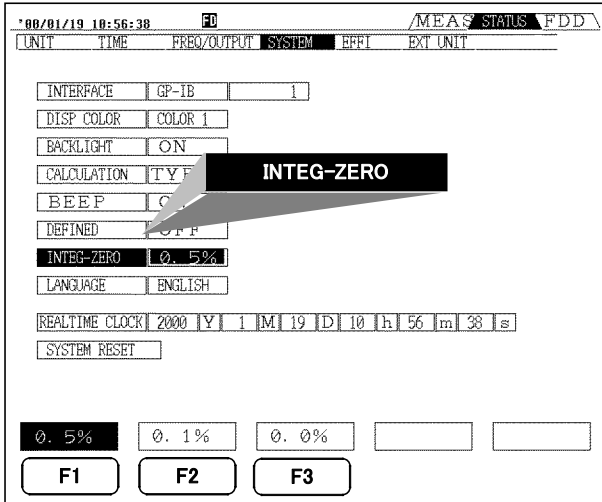 '00/01/19 10:56:38 FD MEAS STATUS FDD
UNIT TIME FREQ/OUTPUT SYSTEM EFFI EXT UNIT
INTERFACE GP-IB 1
DISP COLOR COLOR 1
BACKLIGHT ON
CALCULATION TYP
INTEG-ZERO
BEEP
DEFINED OFF
INTEG-ZERO 0. 5%
LANGUAGE ENGLISH
REALTIME CLOCK 2000 Y 1 M 19 D 10 h 56 m 38 s
SYSTEM RESET
0. 5% 0. 1% 0. 0%
F1 F2 F3